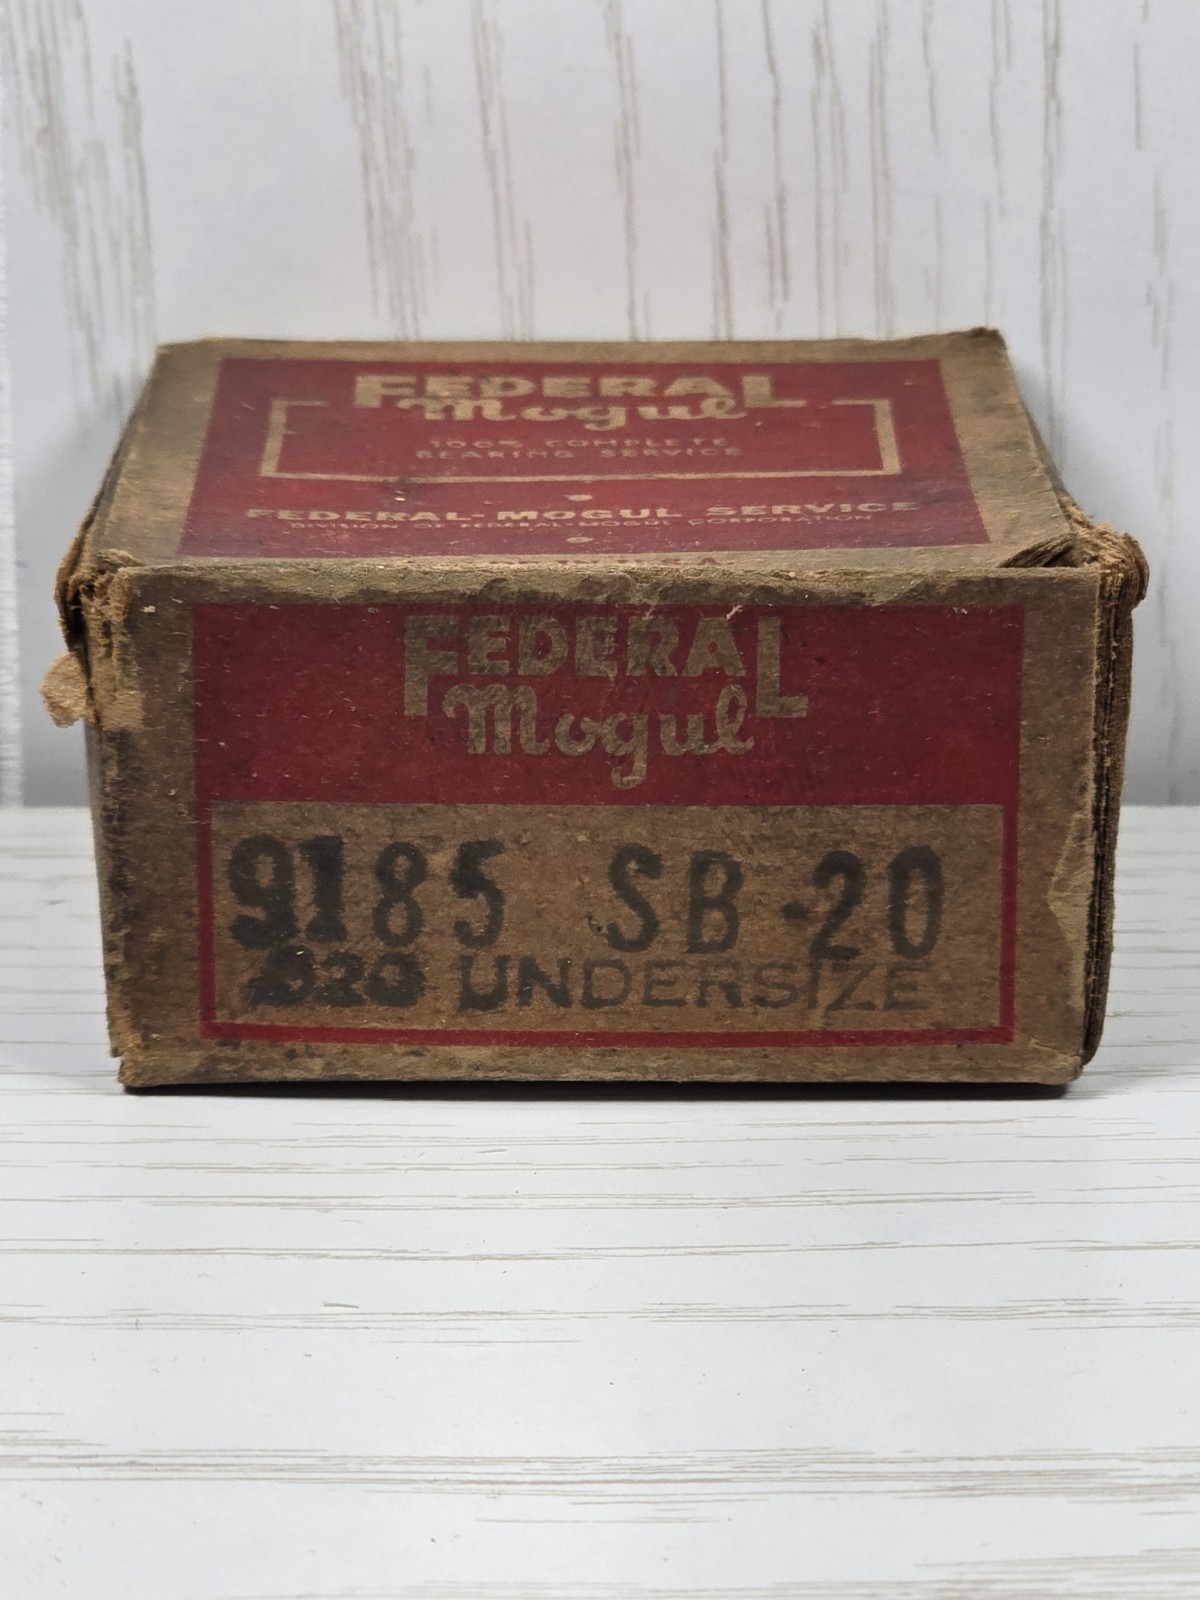 FEDERAL
Mogul
100% COMPLETE
BEARING SERVICE
FEDERAL-MOGUL SERVICE
DIVISION OF FEDERAL-MOGUL CORPORATION
FEDERAL
Mogul
9185 SB-20
.020 UNDERSIZE